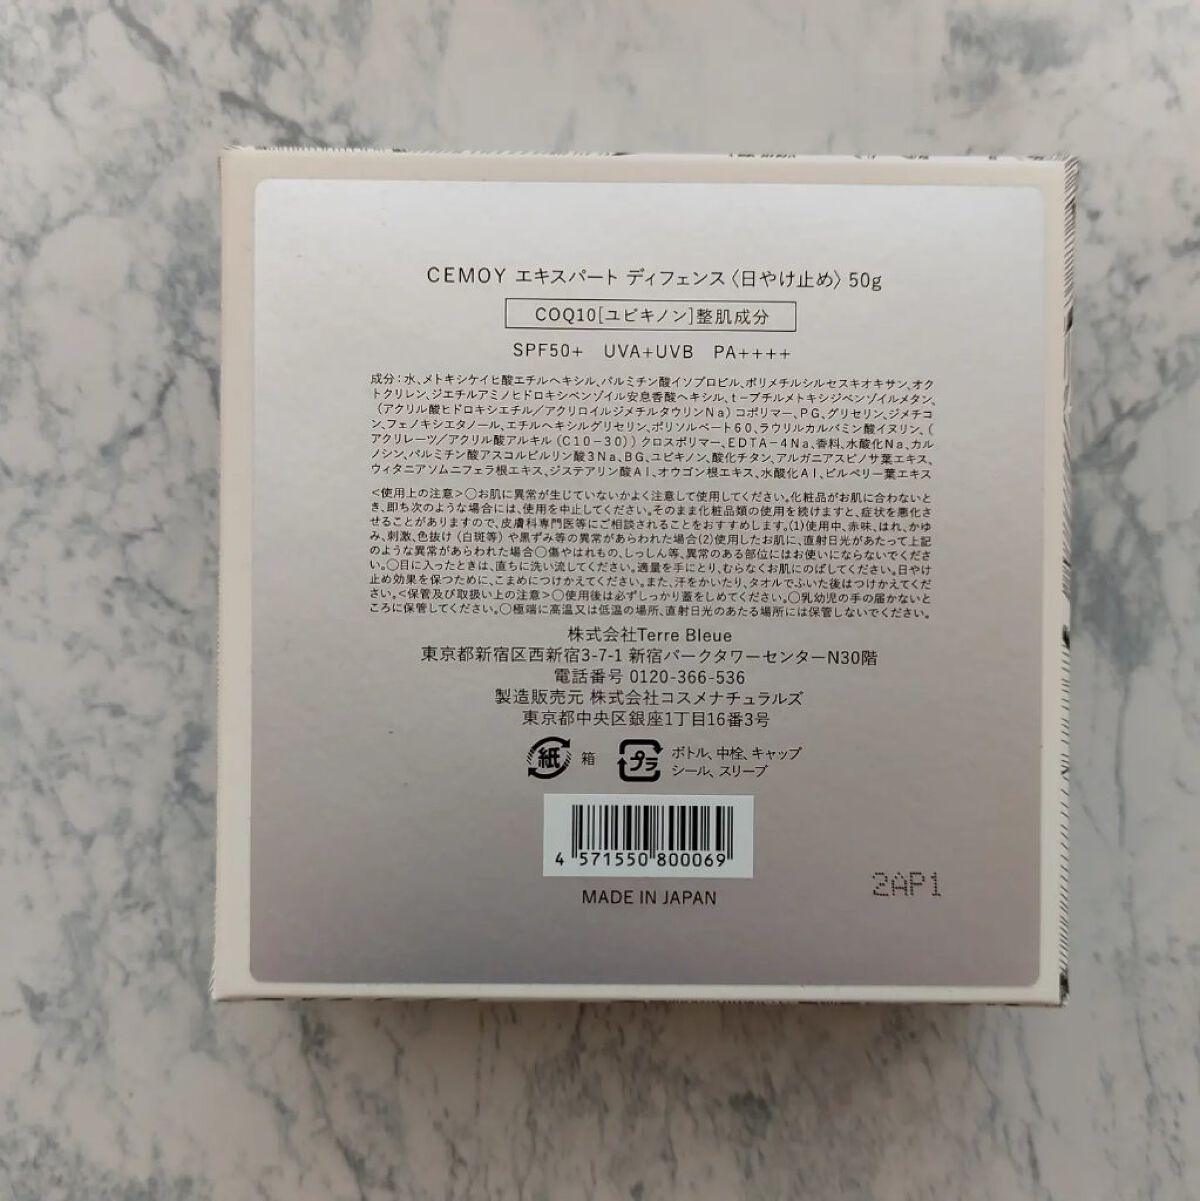 CEMOY エキスパート ディフェンス〈日やけ止め〉50g
COQ10[ユビキノン]整肌成分
SPF50+ UVA+UVB PA++++
成分：水、メトキシケイヒ酸エチルヘキシル、パルミチン酸イソプロピル、ポリメチルシルセスキオキサン、オク
トクリレン、ジエチルアミノヒドロキシベンゾイル安息香酸ヘキシル、t-ブチルメトキシジベンゾイルメタン、
（アクリル酸ヒドロキシエチル／アクリロイルジメチルタウリンNa）コポリマー、PG、グリセリン、ジメチコ
ン、フェノキシエタノール、エチルヘキシルグリセリン、ポリソルベート60、ラウリルカルバミン酸イヌリン、（
アクリレーツ／アクリル酸アルキル（C10-30））クロスポリマー、EDTA-4Na、香料、水酸化Na、カル
ノシン、パルミチン酸アスコルビルリン酸3Na、BG、ユビキノン、酸化チタン、アルガニアスピノサ葉エキス、
ウィタニアソムニフェラ根エキス、ジステアリン酸Al、オウゴン根エキス、水酸化Al、ビルベリー葉エキス
<使用上の注意>○お肌に異常が生じていないかよく注意して使用してください。化粧品がお肌に合わないと
き、即ち次のような場合には、使用を中止してください。そのまま化粧品類の使用を続けますと、症状を悪化さ
せることがありますので、皮膚科専門医等にご相談されることをおすすめします。(1)使用中、赤味、はれ、かゆ
み、刺激、色抜け（白斑等）や黒ずみ等の異常があらわれた場合(2)使用したお肌に、直射日光があたって上記
のような異常があらわれた場合○傷やはれもの、しっしん等、異常のある部位にはお使いにならないでくださ
い。○目に入ったときは、直ちに洗い流してください。適量を手にとり、むらなくお肌にのばしてください。日やけ
止め効果を保つために、こまめにつけかえてください。また、汗をかいたり、タオルでふいた後はつけかえてくだ
さい。<保管及び取扱い上の注意>○使用後は必ずしっかり蓋をしめてください。○乳幼児の手の届かないと
ころに保管してください。○極端に高温又は低温の場所、直射日光のあたる場所には保管しないでください。
株式会社Terre Bleue
東京都新宿区西新宿3-7-1 新宿パークタワーセンターN30階
電話番号 0120-366-536
製造販売元 株式会社コスメナチュラルズ
東京都中央区銀座1丁目16番3号
紙 箱 プラ ボトル、中栓、キャップ
シール、スリーブ
4 571550 800069
MADE IN JAPAN
2AP1